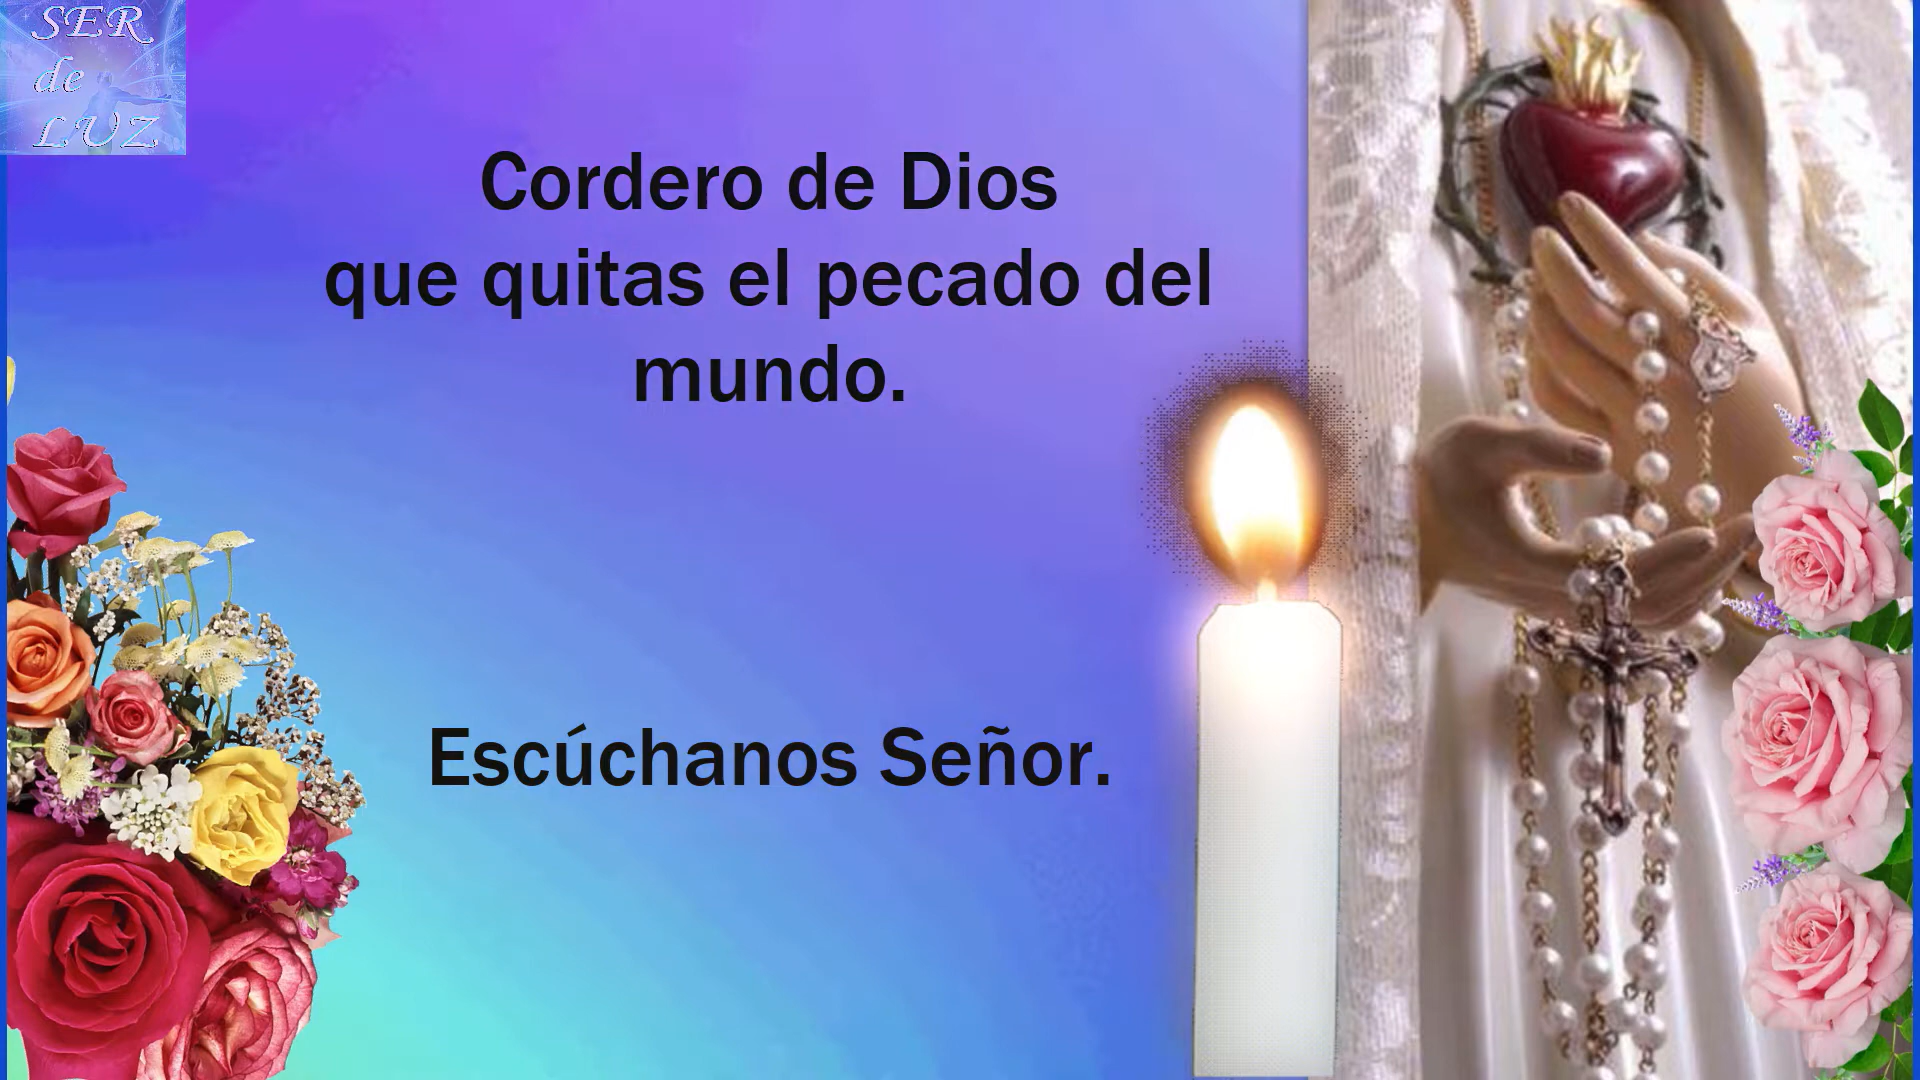 SER
de
LUZ
Cordero de Dios
que quitas el pecado del
mundo.
Escúchanos Señor.